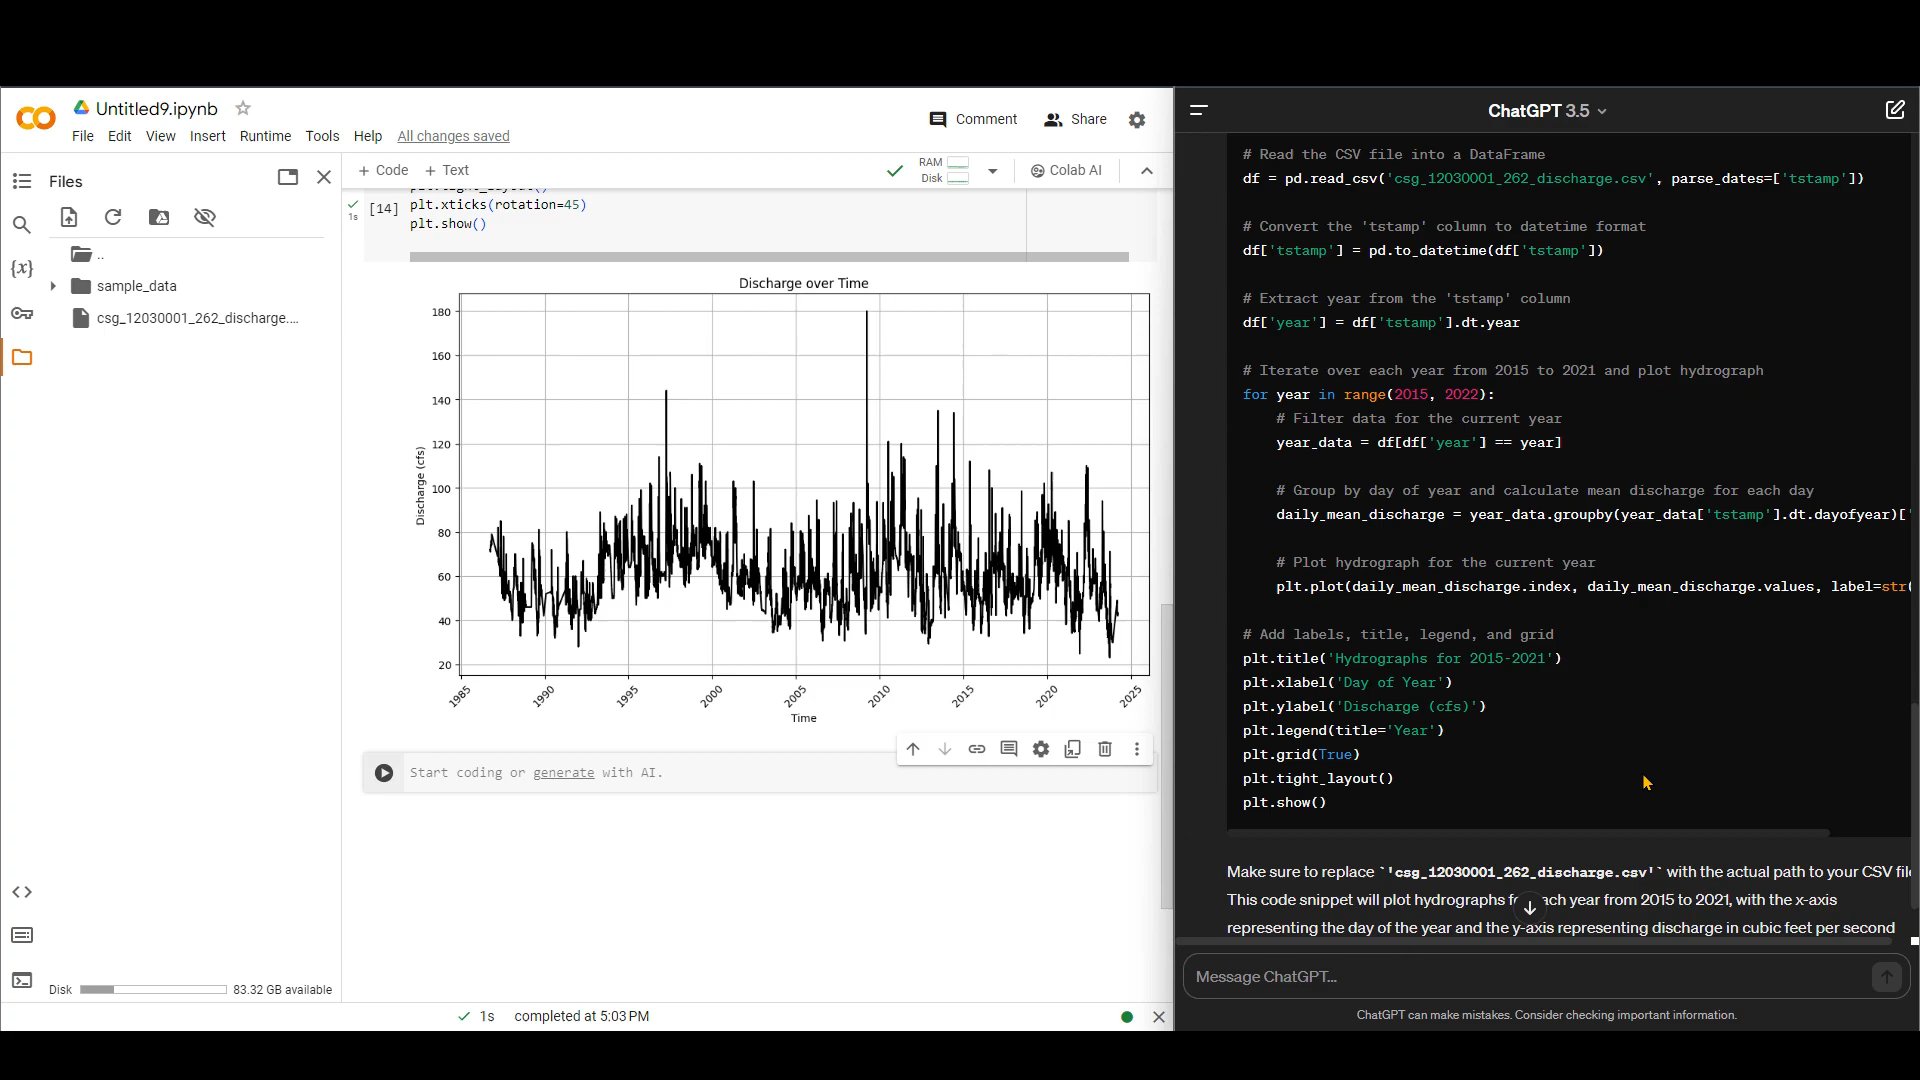 Untitled9.ipynb
File Edit View Insert Runtime Tools Help All changes saved
Comment
Share
Files
..
sample_data
csg_12030001_262_discharge....
Disk 83.32 GB available
+ Code + Text
RAM
Disk
Colab AI
1s
[14]
plt.xticks(rotation=45)
plt.show()
Discharge over Time
Discharge (cfs)
180
160
140
120
100
80
60
40
20
1985 1990 1995 2000 2005 2010 2015 2020 2025
Time
Start coding or generate with AI.
1s completed at 5:03 PM
ChatGPT 3.5
# Read the CSV file into a DataFrame
df = pd.read_csv('csg_12030001_262_discharge.csv', parse_dates=['tstamp'])
# Convert the 'tstamp' column to datetime format
df['tstamp'] = pd.to_datetime(df['tstamp'])
# Extract year from the 'tstamp' column
df['year'] = df['tstamp'].dt.year
# Iterate over each year from 2015 to 2021 and plot hydrograph
for year in range(2015, 2022):
# Filter data for the current year
year_data = df[df['year'] == year]
# Group by day of year and calculate mean discharge for each day
daily_mean_discharge = year_data.groupby(year_data['tstamp'].dt.dayofyear)['
# Plot hydrograph for the current year
plt.plot(daily_mean_discharge.index, daily_mean_discharge.values, label=str(
# Add labels, title, legend, and grid
plt.title('Hydrographs for 2015-2021')
plt.xlabel('Day of Year')
plt.ylabel('Discharge (cfs)')
plt.legend(title='Year')
plt.grid(True)
plt.tight_layout()
plt.show()
Make sure to replace `'csg_12030001_262_discharge.csv'` with the actual path to your CSV file
This code snippet will plot hydrographs year from 2015 to 2021, with the x-axis
representing the day of the year and the y-axis representing discharge in cubic feet per second
Message ChatGPT...
ChatGPT can make mistakes. Consider checking important information.